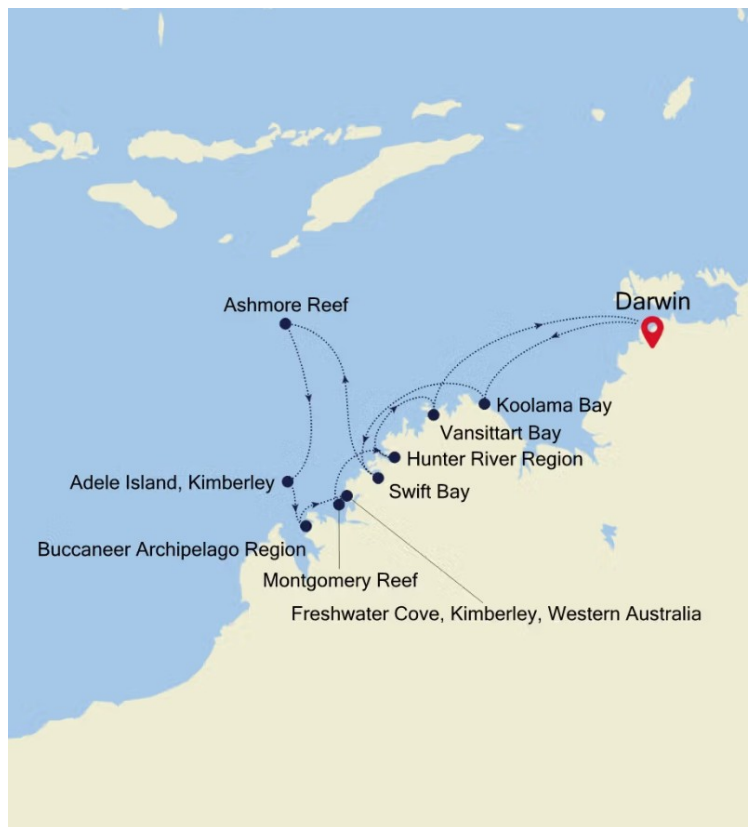 Ashmore Reef
Darwin
Koolama Bay
Vansittart Bay
Hunter River Region
Adele Island, Kimberley
Swift Bay
Buccaneer Archipelago Region
Montgomery Reef
Freshwater Cove, Kimberley, Western Australia